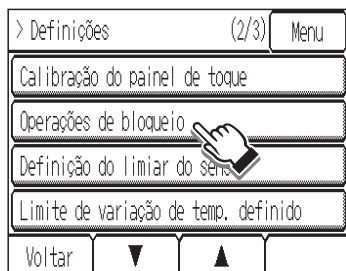 > Definições (2/3) Menu
Calibração do painel de toque
Operações de bloqueio
Definição do limiar do
Limite de variação de temp. definido
Voltar ▼ ▲